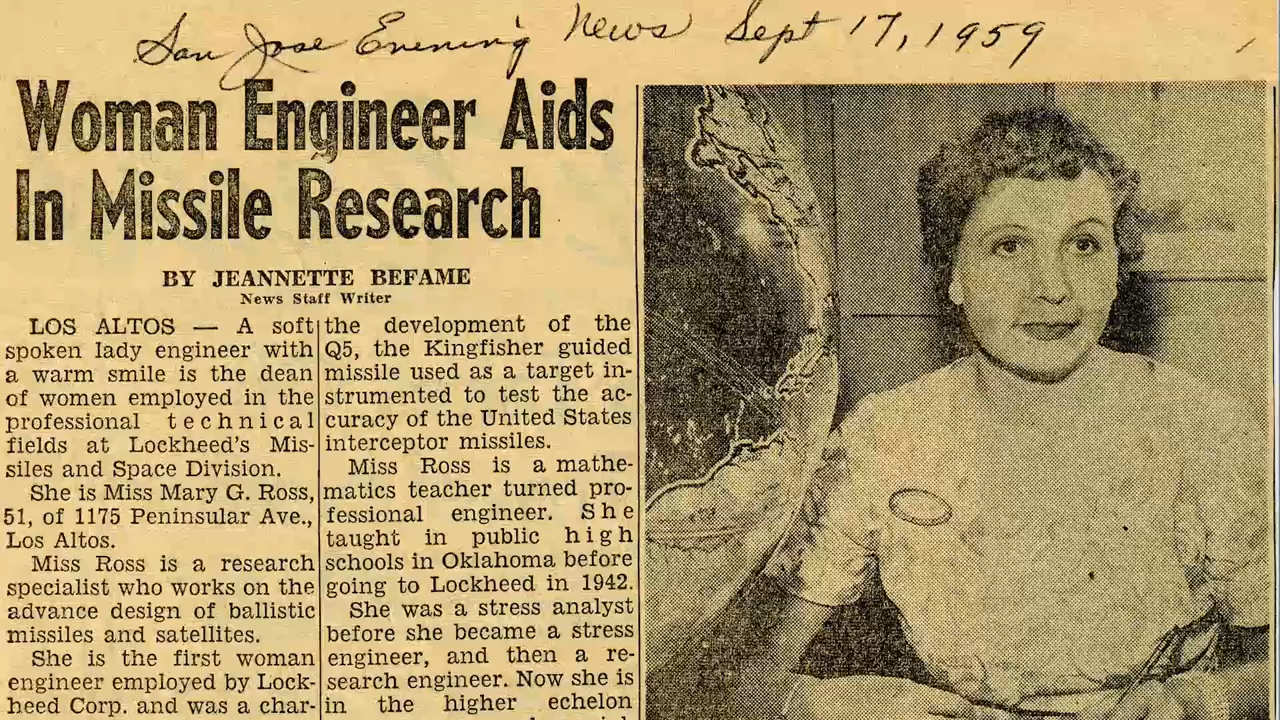 San Jose Evening News Sept 17, 1959
Woman Engineer Aids
In Missile Research
BY JEANNETTE BEFAME
News Staff Writer
LOS ALTOS — A soft
spoken lady engineer with
a warm smile is the dean
of women employed in the
professional technical
fields at Lockheed's Mis-
siles and Space Division.
She is Miss Mary G. Ross,
51, of 1175 Peninsular Ave.,
Los Altos.
Miss Ross is a research
specialist who works on the
advance design of ballistic
missiles and satellites.
She is the first woman
engineer employed by Lock-
heed Corp. and was a char-
the development of the
Q5, the Kingfisher guided
missile used as a target in-
strumented to test the ac-
curacy of the United States
interceptor missiles.
Miss Ross is a mathe-
matics teacher turned pro-
fessional engineer. She
taught in public high
schools in Oklahoma before
going to Lockheed in 1942.
She was a stress analyst
before she became a stress
engineer, and then a re-
search engineer. Now she is
in the higher echelon